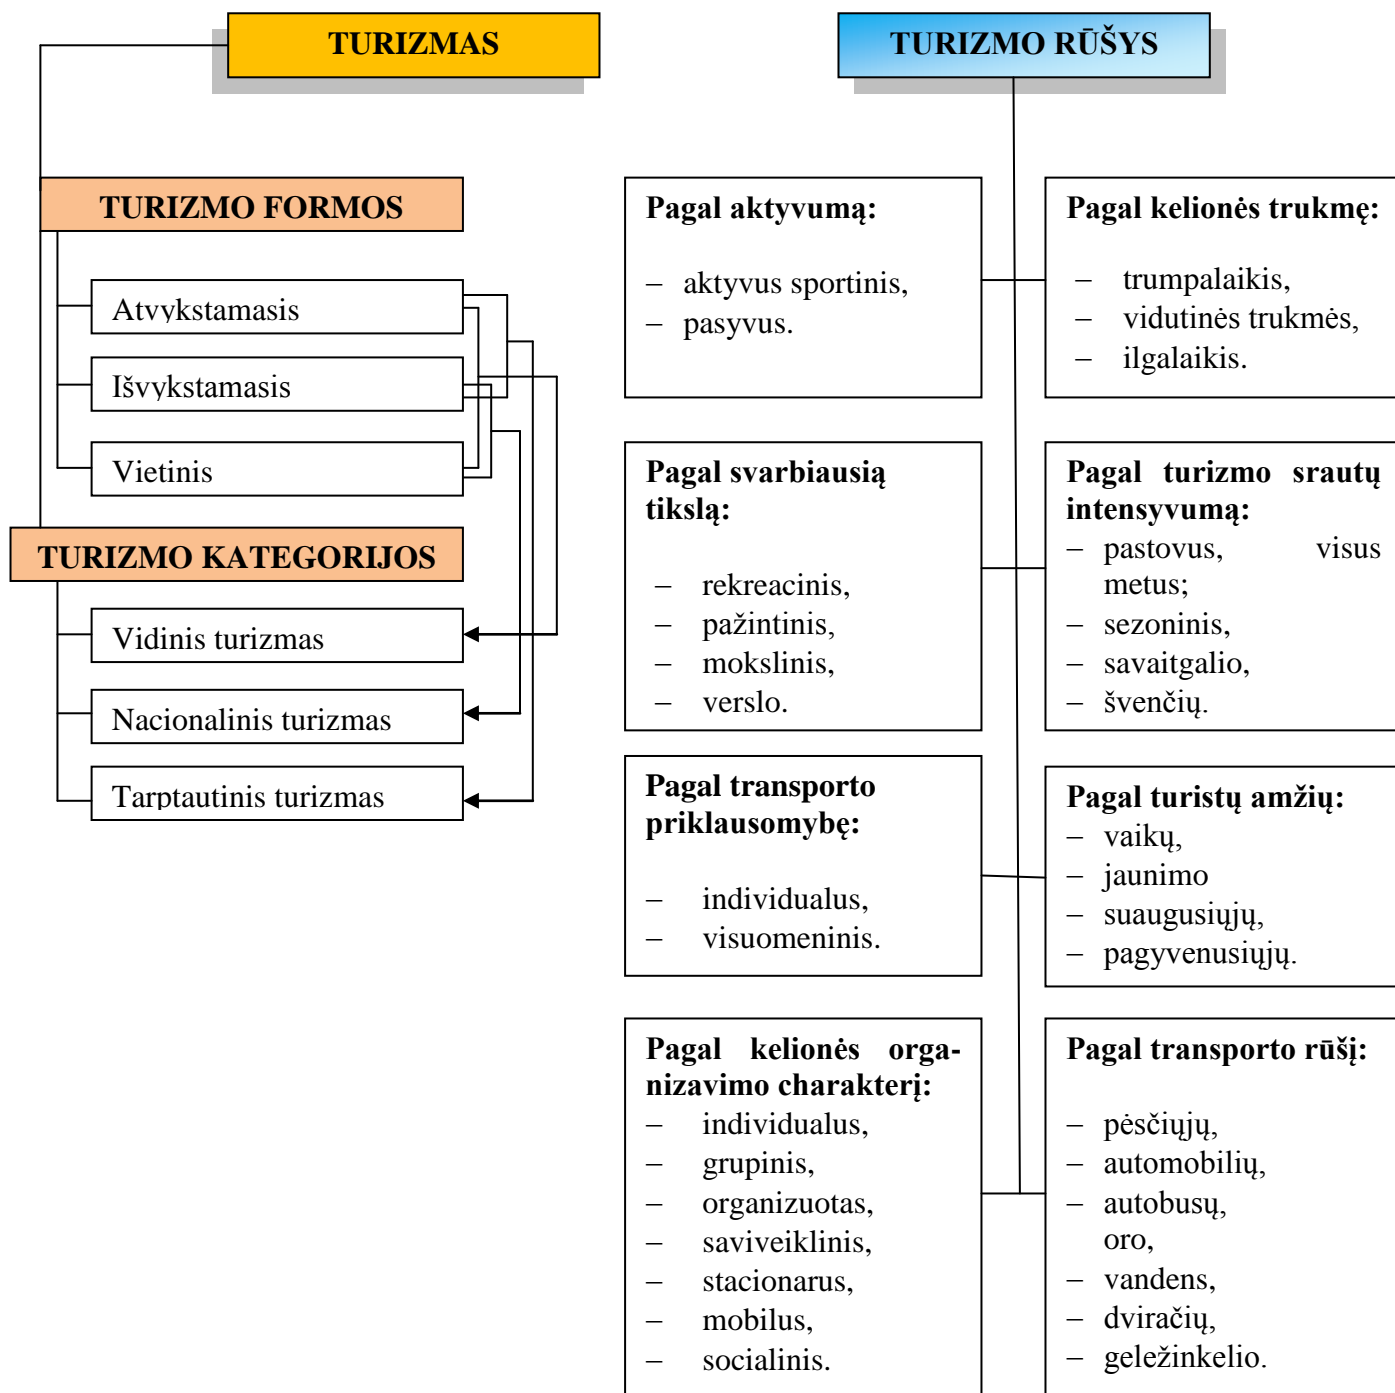 TURIZMAS
TURIZMO FORMOS
Atvykstamasis
Išvykstamasis
Vietinis
TURIZMO KATEGORIJOS
Vidinis turizmas
Nacionalinis turizmas
Tarptautinis turizmas
TURIZMO RŪŠYS
Pagal aktyvumą:
– aktyvus sportinis,
– pasyvus.
Pagal kelionės trukmę:
– trumpalaikis,
– vidutinės trukmės,
– ilgalaikis.
Pagal svarbiausią
tikslą:
– rekreacinis,
– pažintinis,
– mokslinis,
– verslo.
Pagal turizmo srautų
intensyvumą:
– pastovus, visus
metus;
– sezoninis,
– savaitgalio,
– švenčių.
Pagal transporto
priklausomybę:
– individualus,
– visuomeninis.
Pagal turistų amžių:
– vaikų,
– jaunimo
– suaugusiųjų,
– pagyvenusiųjų.
Pagal kelionės orga-
nizavimo charakterį:
– individualus,
– grupinis,
– organizuotas,
– saviveiklinis,
– stacionarus,
– mobilus,
– socialinis.
Pagal transporto rūšį:
– pėsčiųjų,
– automobilių,
– autobusų,
oro,
– vandens,
– dviračių,
– geležinkelio.